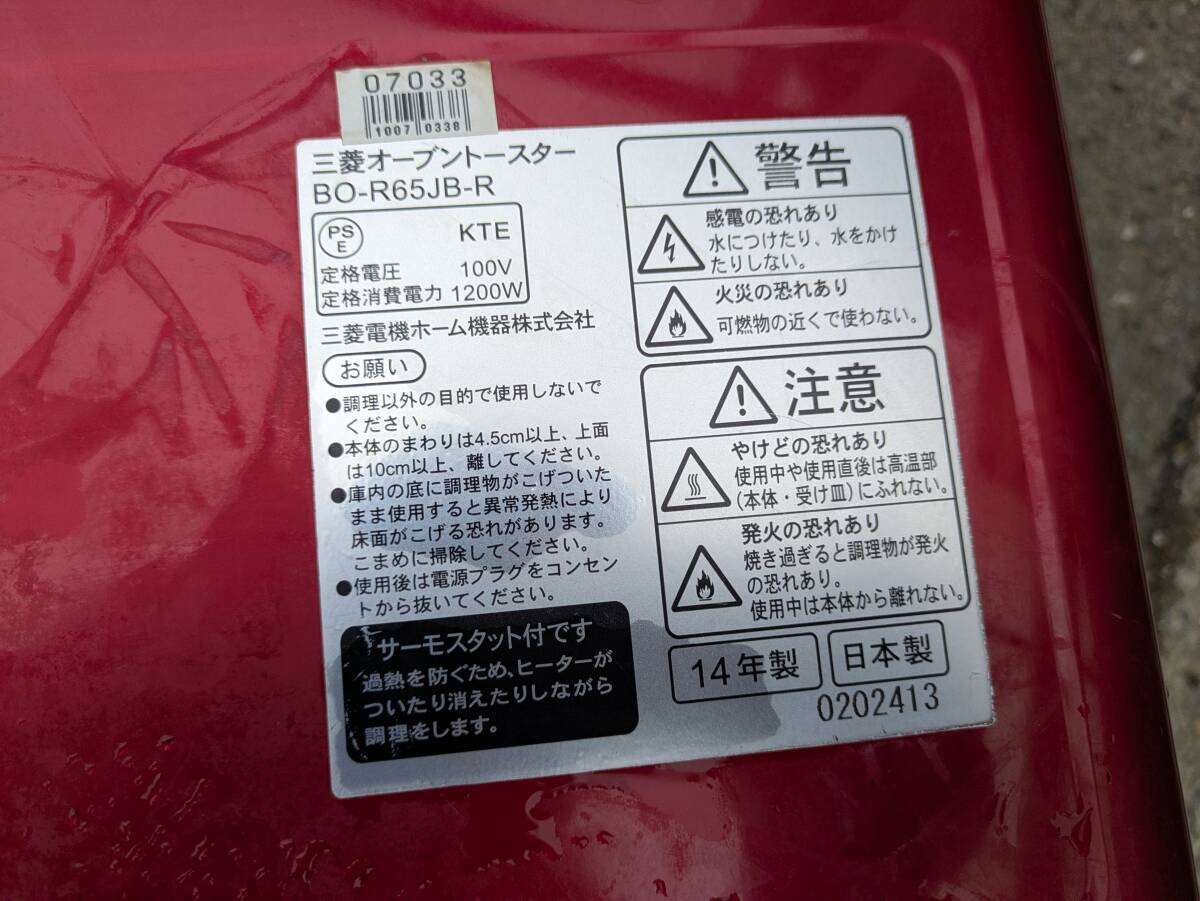 07033
1007 0338
三菱オーブントースター
BO-R65JB-R
PS
E
KTE
定格電圧 100V
定格消費電力 1200W
三菱電機ホーム機器株式会社
お願い
●調理以外の目的で使用しないで
ください。
●本体のまわりは4.5cm以上、上面
は10cm以上、離してください。
●庫内の底に調理物がこげついた
まま使用すると異常発熱により
床面がこげる恐れがあります。
こまめに掃除してください。
●使用後は電源プラグをコンセン
トから抜いてください。
サーモスタット付です
過熱を防ぐため、ヒーターが
ついたり消えたりしながら
調理をします。
警告
感電の恐れあり
水につけたり、水をかけ
たりしない。
火災の恐れあり
可燃物の近くで使わない。
注意
やけどの恐れあり
使用中や使用直後は高温部
(本体・受け皿)にふれない。
発火の恐れあり
焼き過ぎると調理物が発火
の恐れあり。
使用中は本体から離れない。
14年製
日本製
0202413